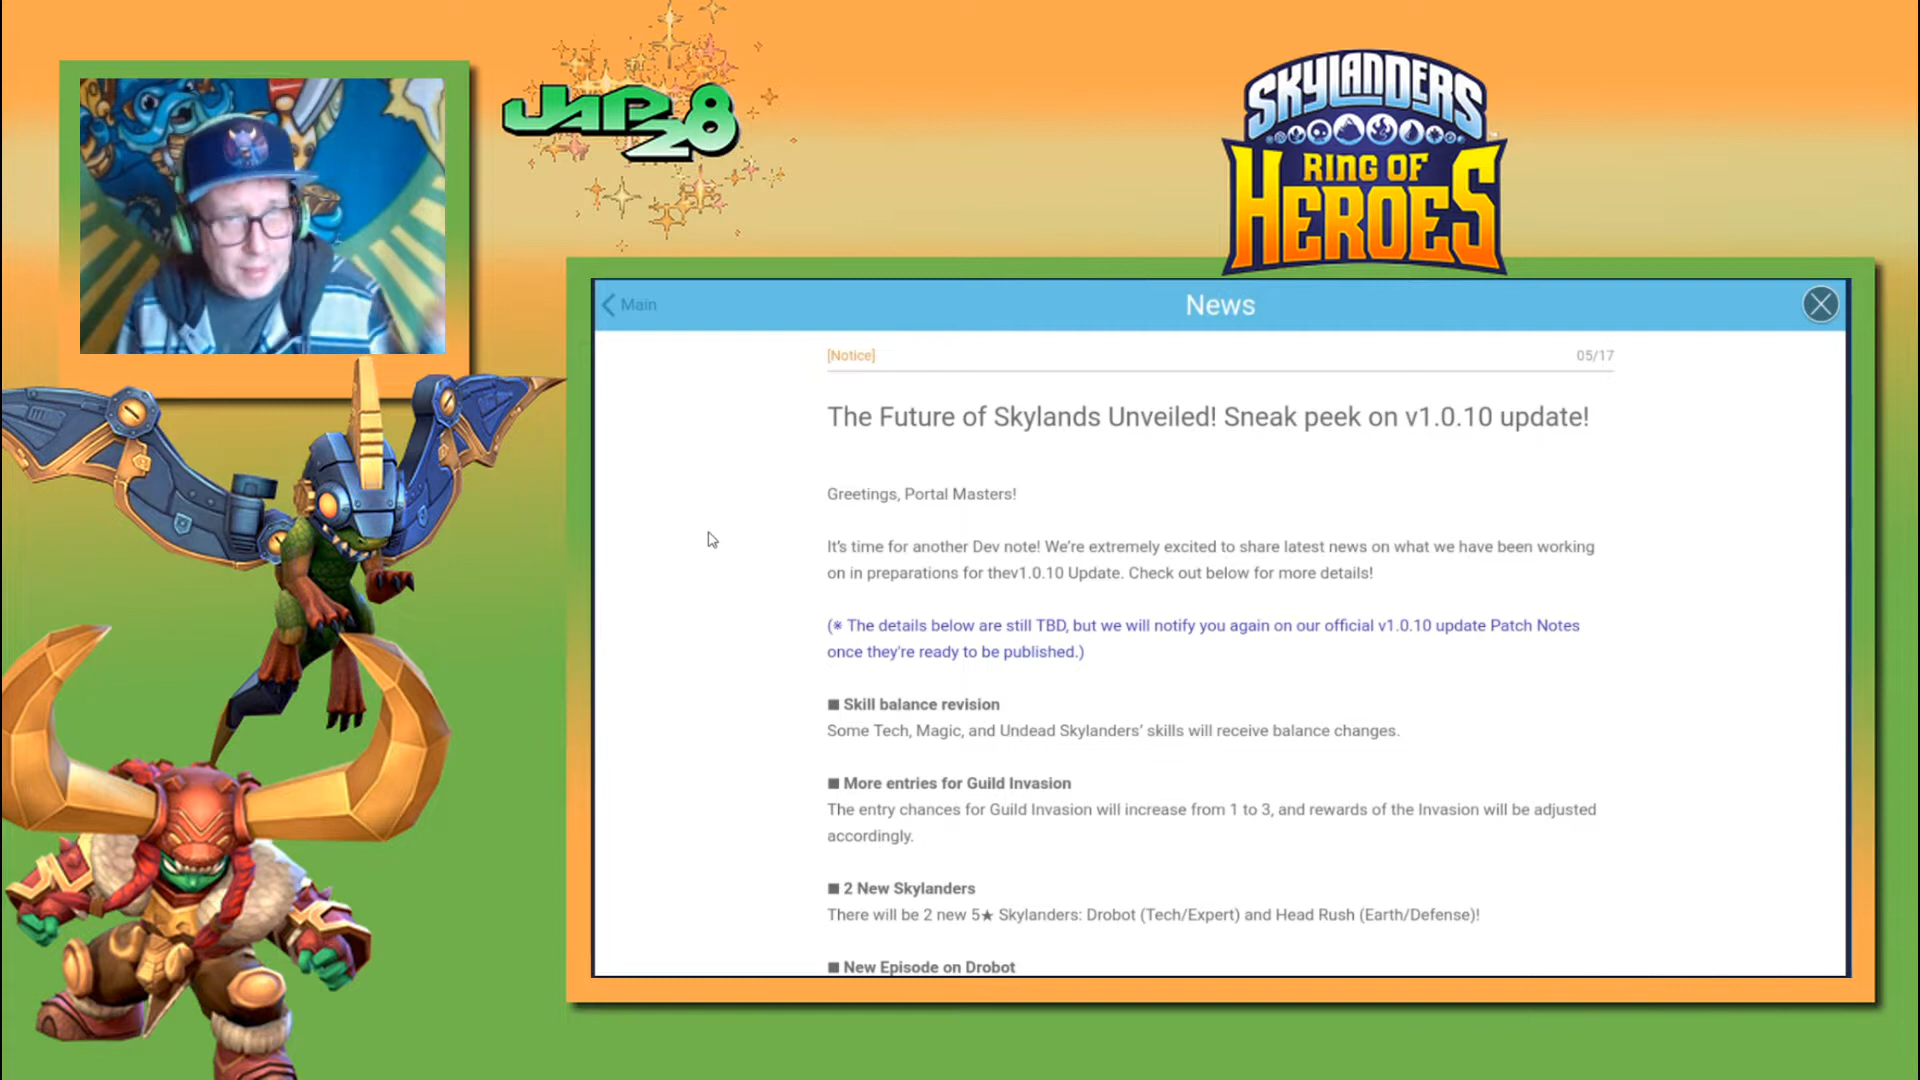 JAP28
SKYLANDERS
RING OF
HEROES
Main
News
[Notice]
05/17
The Future of Skylands Unveiled! Sneak peek on v1.0.10 update!
Greetings, Portal Masters!
It's time for another Dev note! We're extremely excited to share latest news on what we have been working
on in preparations for thev1.0.10 Update. Check out below for more details!
(※ The details below are still TBD, but we will notify you again on our official v1.0.10 update Patch Notes
once they're ready to be published.)
■ Skill balance revision
Some Tech, Magic, and Undead Skylanders' skills will receive balance changes.
■ More entries for Guild Invasion
The entry chances for Guild Invasion will increase from 1 to 3, and rewards of the Invasion will be adjusted
accordingly.
■ 2 New Skylanders
There will be 2 new 5★ Skylanders: Drobot (Tech/Expert) and Head Rush (Earth/Defense)!
■ New Episode on Drobot